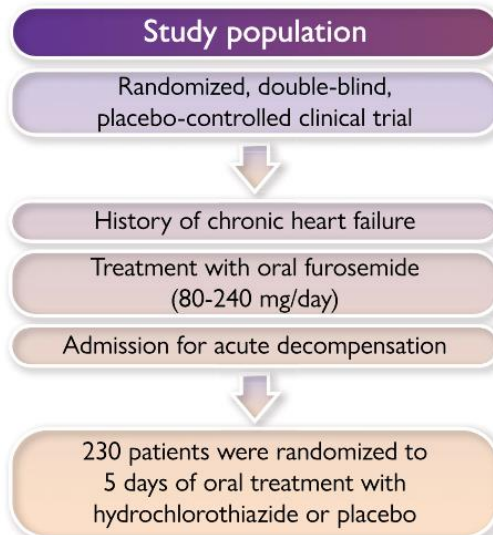 Study population
Randomized, double-blind,
placebo-controlled clinical trial
History of chronic heart failure
Treatment with oral furosemide
(80-240 mg/day)
Admission for acute decompensation
230 patients were randomized to
5 days of oral treatment with
hydrochlorothiazide or placebo